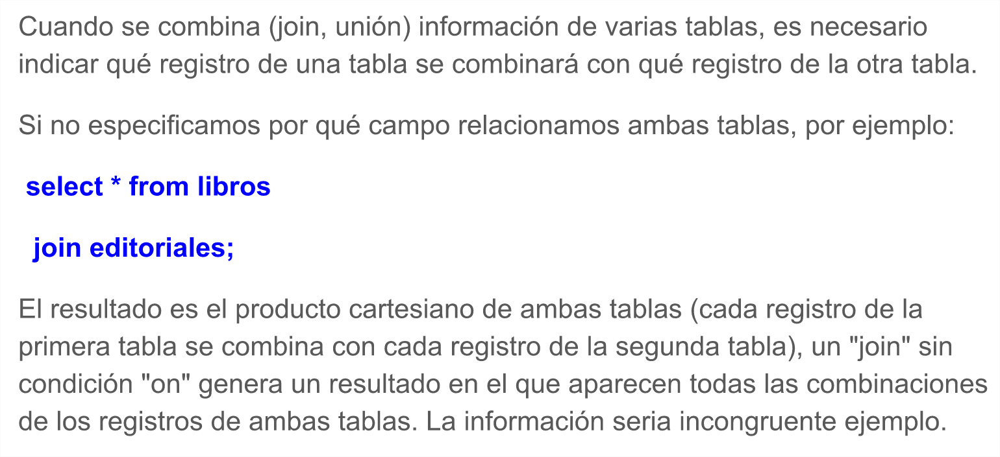 Cuando se combina (join, unión) información de varias tablas, es necesario
indicar qué registro de una tabla se combinará con qué registro de la otra tabla.
Si no especificamos por qué campo relacionamos ambas tablas, por ejemplo:
select * from libros
join editoriales;
El resultado es el producto cartesiano de ambas tablas (cada registro de la
primera tabla se combina con cada registro de la segunda tabla), un "join" sin
condición "on" genera un resultado en el que aparecen todas las combinaciones
de los registros de ambas tablas. La información seria incongruente ejemplo.